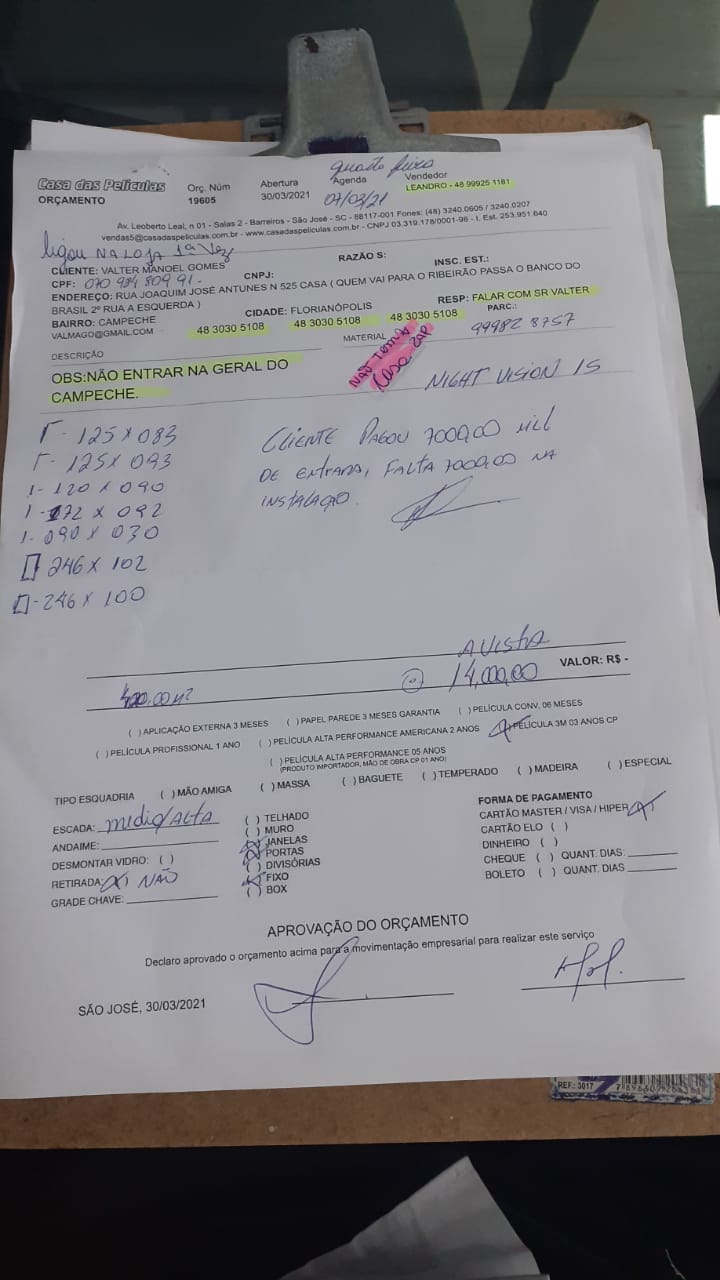 quarta feira
Casa das Películas
ORÇAMENTO
Orç. Núm
19605
Abertura
30/03/2021
Agenda
07/03/21
Vendedor
LEANDRO - 48 99925 1181
Av. Leoberto Leal, n 01 - Salas 2 - Barreiros - São José - SC - 88117-001 Fones: (48) 3240.0605 / 3240.0207
vendas5@casadaspeliculas.com.br - www.casadaspeliculas.com.br - CNPJ 03.319.178/0001-98 - I. Est. 253.951.640
ligou NA LOJA 1ª Vez
CLIENTE: VALTER MANOEL GOMES
RAZÃO S:
CPF: 070 984 809 91 -
CNPJ:
INSC. EST.:
ENDEREÇO: RUA JOAQUIM JOSÉ ANTUNES N 525 CASA ( QUEM VAI PARA O RIBEIRÃO PASSA O BANCO DO
BRASIL 2º RUA A ESQUERDA )
BAIRRO: CAMPECHE
CIDADE: FLORIANÓPOLIS
RESP: FALAR COM SR VALTER
VALMAGO@GMAIL.COM
48 3030 5108
48 3030 5108
48 3030 5108
PARC.:
99982 8757
DESCRIÇÃO
MATERIAL
OBS:NÃO ENTRAR NA GERAL DO
CAMPECHE.
NÃO TEM
Casa ZAP
NIGHT VISION 15
125 X 083
125 X 093
1- 120 X 090
1- 172 X 092
1- 090 X 030
246 X 102
246 X 100
CLIENTE PAGOU 7000,00 MIL
DE ENTRADA, FALTA 7000,00 NA
INSTALAÇÃO.
A VISTA
14,000,00
VALOR: R$ -
( ) APLICAÇÃO EXTERNA 3 MESES
( ) PAPEL PAREDE 3 MESES GARANTIA
( ) PELÍCULA CONV. 06 MESES
( ) PELÍCULA PROFISSIONAL 1 ANO
( ) PELÍCULA ALTA PERFORMANCE AMERICANA 2 ANOS
(X) PELÍCULA 3M 03 ANOS CP
( ) PELÍCULA ALTA PERFORMANCE 05 ANOS
(PRODUTO IMPORTADOR, MÃO DE OBRA CP 01 ANO)
TIPO ESQUADRIA
( ) MÃO AMIGA
( ) MASSA
( ) BAGUETE
( ) TEMPERADO
( ) MADEIRA
( ) ESPECIAL
ESCADA: medio/ALTA
ANDAIME:
DESMONTAR VIDRO: ( )
RETIRADA: (X) NÃO
GRADE CHAVE:
( ) TELHADO
( ) MURO
(X) JANELAS
(X) PORTAS
( ) DIVISÓRIAS
(X) FIXO
( ) BOX
FORMA DE PAGAMENTO
CARTÃO MASTER / VISA / HIPER (X)
CARTÃO ELO ( )
DINHEIRO ( )
CHEQUE ( ) QUANT. DIAS:
BOLETO ( ) QUANT. DIAS
APROVAÇÃO DO ORÇAMENTO
Declaro aprovado o orçamento acima para a movimentação empresarial para realizar este serviço
SÃO JOSÉ, 30/03/2021
REF.: 3017